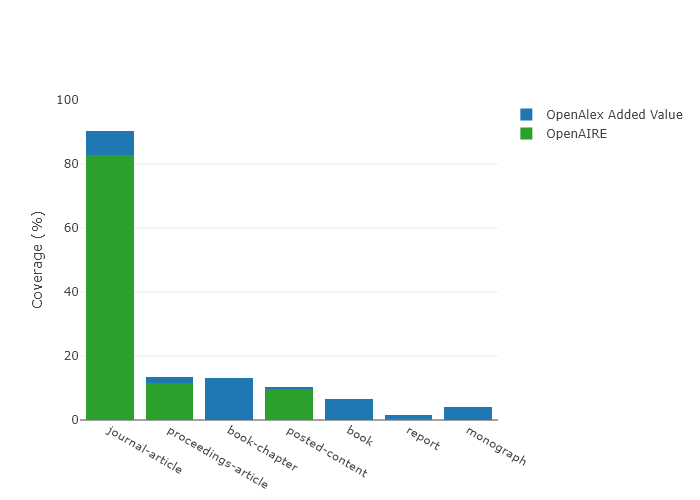 100
80
60
40
20
0
Coverage (%)
journal-article
proceedings-article
book-chapter
posted-content
book
report
monograph
OpenAlex Added Value
OpenAIRE